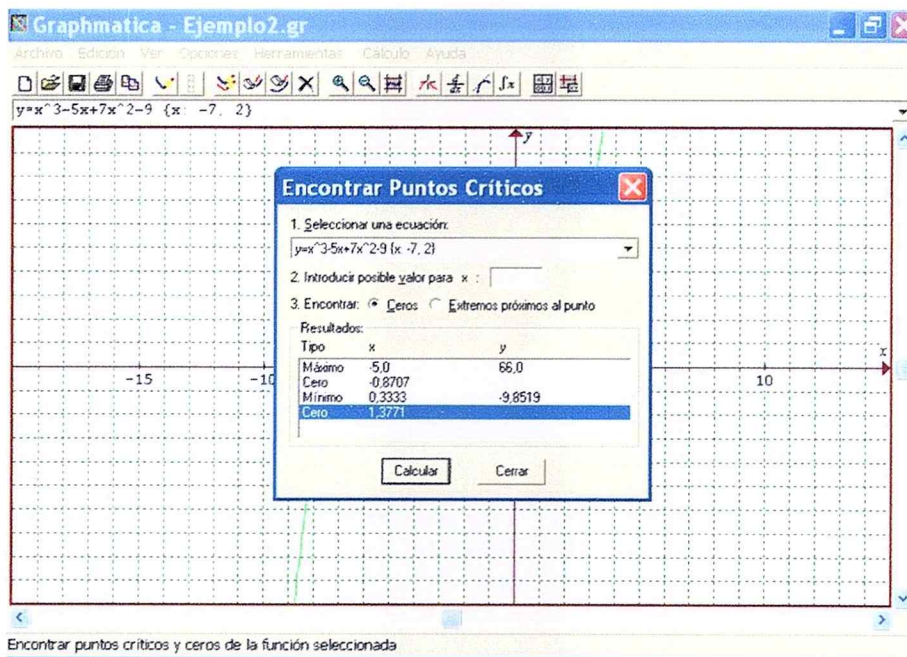 Graphmatica - Ejemplo2.gr
Archivo Edición Ver Opciones Herramientas Cálculo Ayuda
y=x^3-5x+7x^2-9 {x: -7, 2}
y
Encontrar Puntos Críticos
1. Seleccionar una ecuación:
y=x^3-5x+7x^2-9 {x: -7, 2}
2. Introducir posible valor para x :
3. Encontrar: Ceros Extremos próximos al punto
Resultados:
Tipo x y
Máximo -5,0 66,0
Cero -0,8707
Mínimo 0,3333 -9,8519
Cero 1,3771
Calcular Cerrar
x
-15 -10 10
Encontrar puntos críticos y ceros de la función seleccionada